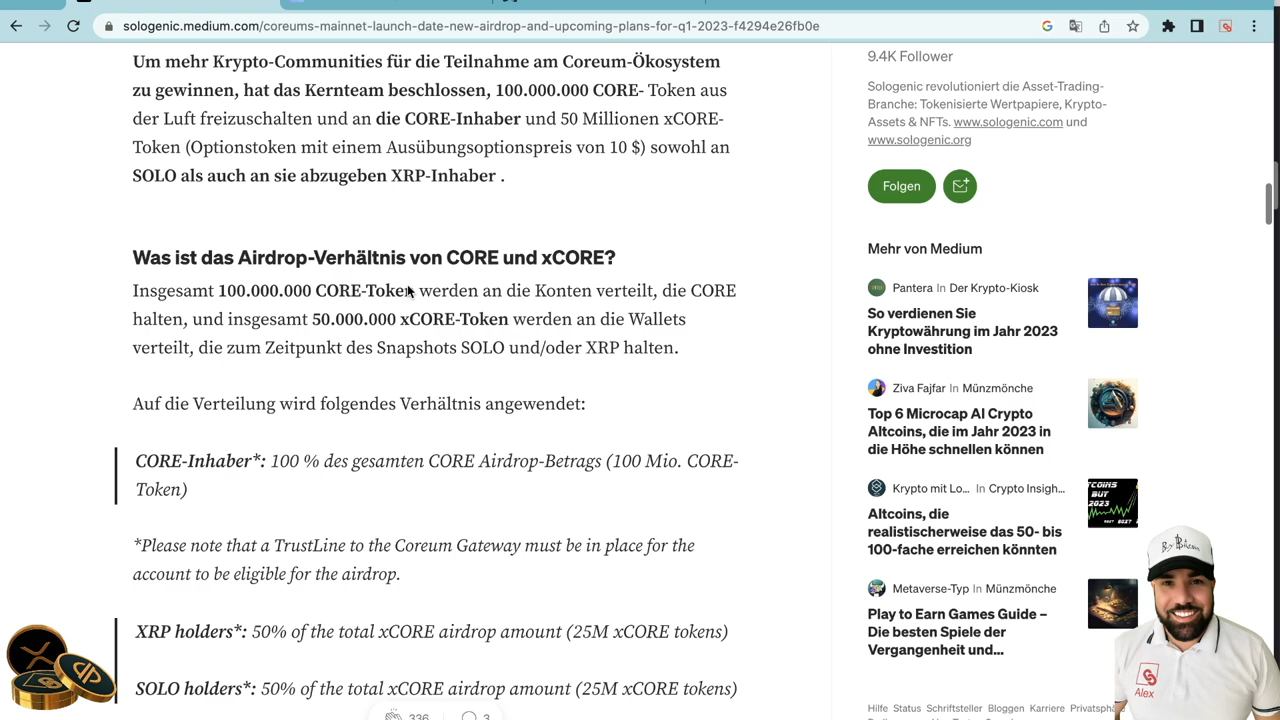 sologenic.medium.com/coreums-mainnet-launch-date-new-airdrop-and-upcoming-plans-for-q1-2023-f4294e26fb0e
Um mehr Krypto-Communities für die Teilnahme am Coreum-Ökosystem
zu gewinnen, hat das Kernteam beschlossen, 100.000.000 CORE- Token aus
der Luft freizuschalten und an die CORE-Inhaber und 50 Millionen xCORE-
Token (Optionstoken mit einem Ausübungsoptionspreis von 10 $) sowohl an
SOLO als auch an sie abzugeben XRP-Inhaber .
Was ist das Airdrop-Verhältnis von CORE und xCORE?
Insgesamt 100.000.000 CORE-Token werden an die Konten verteilt, die CORE
halten, und insgesamt 50.000.000 xCORE-Token werden an die Wallets
verteilt, die zum Zeitpunkt des Snapshots SOLO und/oder XRP halten.
Auf die Verteilung wird folgendes Verhältnis angewendet:
CORE-Inhaber*: 100 % des gesamten CORE Airdrop-Betrags (100 Mio. CORE-
Token)
*Please note that a TrustLine to the Coreum Gateway must be in place for the
account to be eligible for the airdrop.
XRP holders*: 50% of the total xCORE airdrop amount (25M xCORE tokens)
SOLO holders*: 50% of the total xCORE airdrop amount (25M xCORE tokens)
336 3
9.4K Follower
Sologenic revolutioniert die Asset-Trading-
Branche: Tokenisierte Wertpapiere, Krypto-
Assets & NFTs. www.sologenic.com und
www.sologenic.org
Folgen
Mehr von Medium
Pantera In Der Krypto-Kiosk
So verdienen Sie
Kryptowährung im Jahr 2023
ohne Investition
Ziva Fajfar In Münzmönche
Top 6 Microcap AI Crypto
Altcoins, die im Jahr 2023 in
die Höhe schnellen können
Krypto mit Lo... In Crypto Insigh...
Altcoins, die
realistischerweise das 50- bis
100-fache erreichen könnten
Metaverse-Typ In Münzmönche
Play to Earn Games Guide –
Die besten Spiele der
Vergangenheit und...
Hilfe Status Schriftsteller Bloggen Karriere
Alex